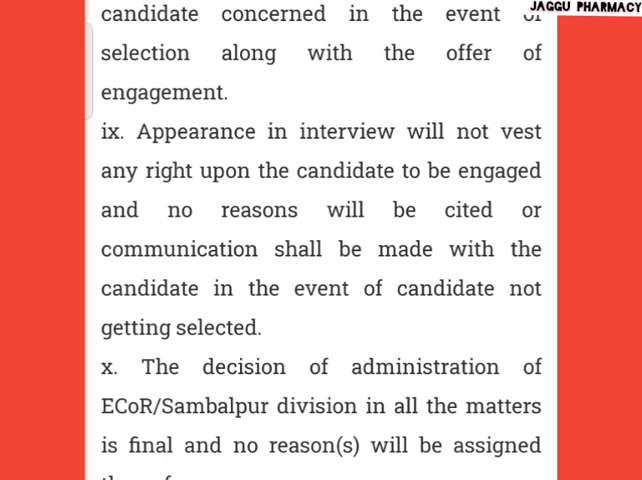 JAGGU PHARMACY
candidate concerned in the event of
selection along with the offer of
engagement.
ix. Appearance in interview will not vest
any right upon the candidate to be engaged
and no reasons will be cited or
communication shall be made with the
candidate in the event of candidate not
getting selected.
x. The decision of administration of
ECoR/Sambalpur division in all the matters
is final and no reason(s) will be assigned